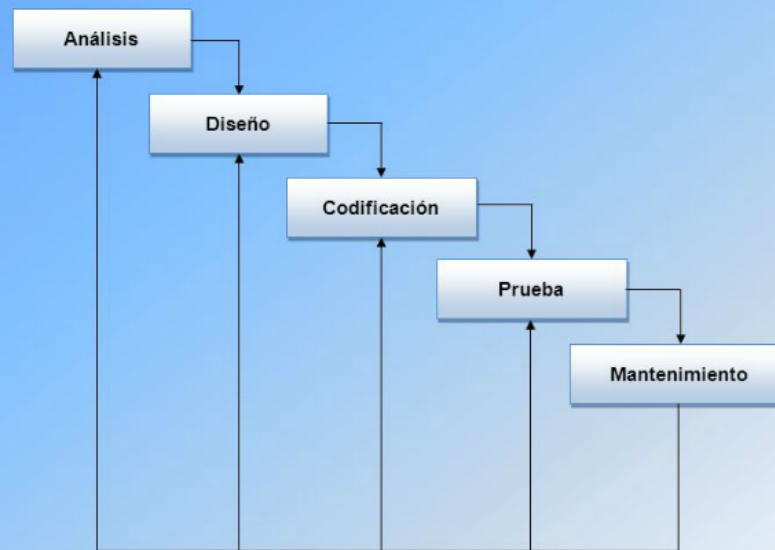 Análisis
Diseño
Codificación
Prueba
Mantenimiento